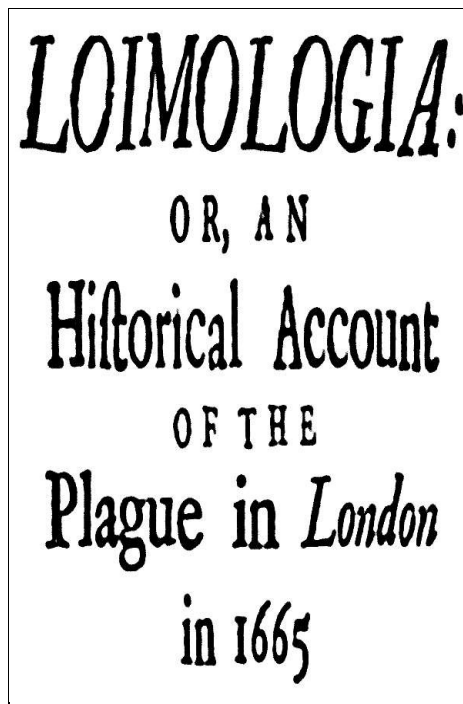 LOIMOLOGIA:
OR, AN
Hiſtorical Account
OF THE
Plague in London
in 1665